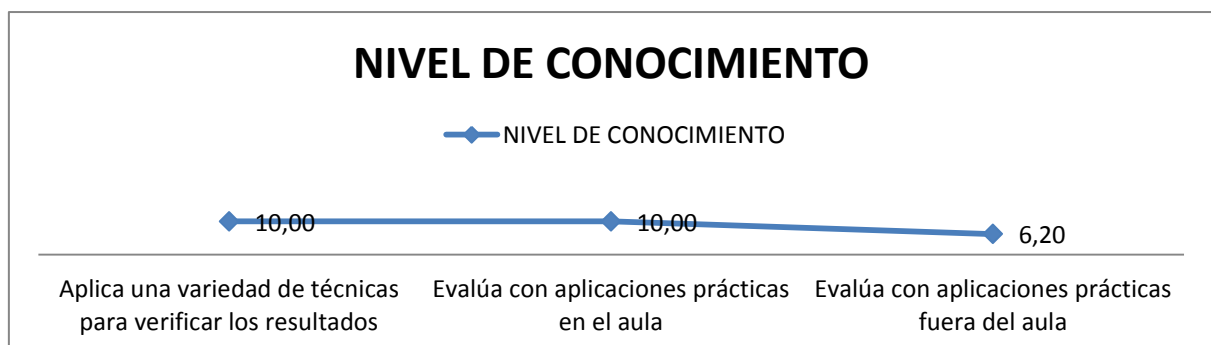 NIVEL DE CONOCIMIENTO
NIVEL DE CONOCIMIENTO
10,00
10,00
6,20
Aplica una variedad de técnicas
para verificar los resultados
Evalúa con aplicaciones prácticas
en el aula
Evalúa con aplicaciones prácticas
fuera del aula